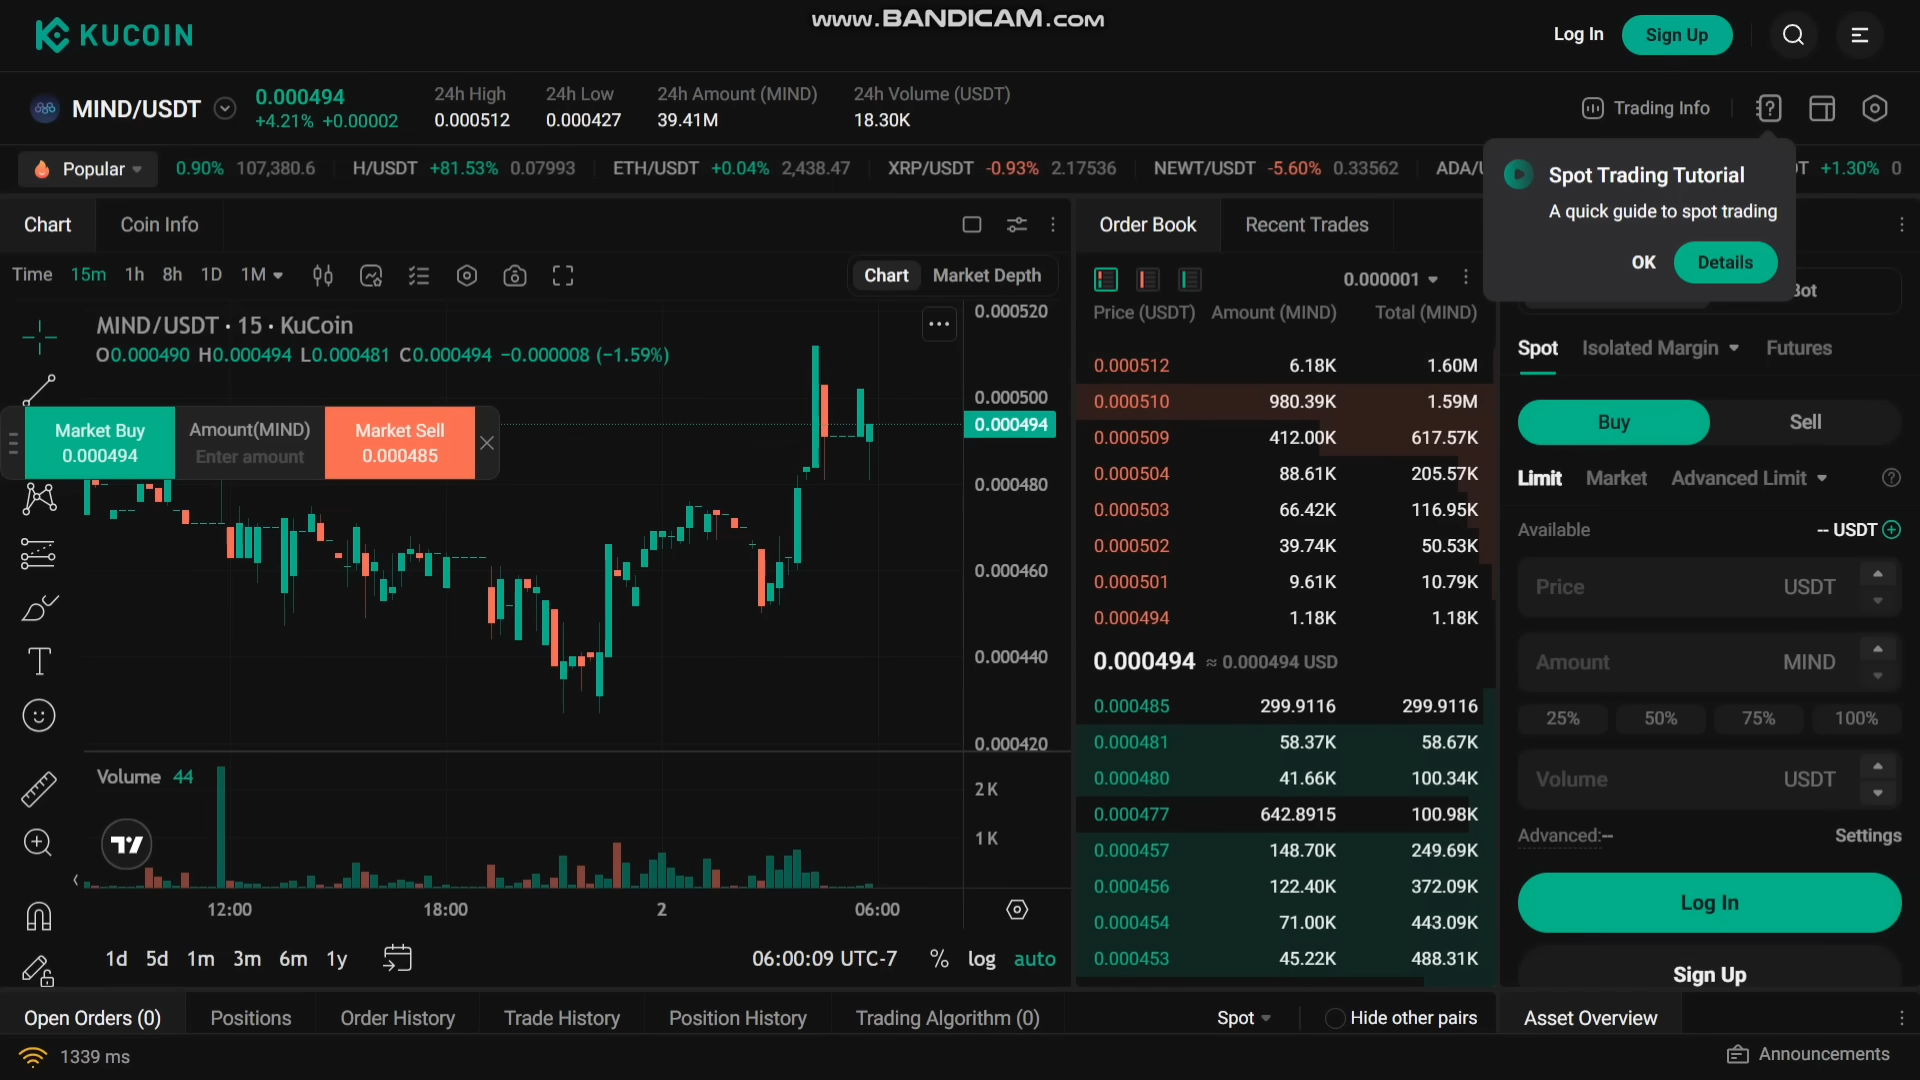 www.BANDICAM.com
KUCOIN
Log In
Sign Up
MIND/USDT
0.000494
+4.21% +0.00002
24h High
0.000512
24h Low
0.000427
24h Amount (MIND)
39.41M
24h Volume (USDT)
18.30K
Trading Info
Popular
0.90% 107,380.6
H/USDT +81.53% 0.07993
ETH/USDT +0.04% 2,438.47
XRP/USDT -0.93% 2.17536
NEWT/USDT -5.60% 0.33562
ADA/U
T +1.30% 0
Spot Trading Tutorial
A quick guide to spot trading
OK
Details
Bot
Chart
Coin Info
Time 15m 1h 8h 1D 1M
Chart
Market Depth
MIND/USDT · 15 · KuCoin
O0.000490 H0.000494 L0.000481 C0.000494 −0.000008 (−1.59%)
Market Buy
0.000494
Amount(MIND)
Enter amount
Market Sell
0.000485
0.000520
0.000500
0.000494
0.000480
0.000460
0.000440
0.000420
Volume 44
2 K
1 K
12:00 18:00 2 06:00
1d 5d 1m 3m 6m 1y
06:00:09 UTC-7 % log auto
Order Book
Recent Trades
0.000001
Price (USDT) Amount (MIND) Total (MIND)
0.000512 6.18K 1.60M
0.000510 980.39K 1.59M
0.000509 412.00K 617.57K
0.000504 88.61K 205.57K
0.000503 66.42K 116.95K
0.000502 39.74K 50.53K
0.000501 9.61K 10.79K
0.000494 1.18K 1.18K
0.000494 ≈ 0.000494 USD
0.000485 299.9116 299.9116
0.000481 58.37K 58.67K
0.000480 41.66K 100.34K
0.000477 642.8915 100.98K
0.000457 148.70K 249.69K
0.000456 122.40K 372.09K
0.000454 71.00K 443.09K
0.000453 45.22K 488.31K
Spot
Isolated Margin
Futures
Buy
Sell
Limit
Market
Advanced Limit
Available -- USDT
Price USDT
Amount MIND
25% 50% 75% 100%
Volume USDT
Advanced:-- Settings
Log In
Sign Up
Open Orders (0)
Positions
Order History
Trade History
Position History
Trading Algorithm (0)
Spot
Hide other pairs
Asset Overview
1339 ms
Announcements